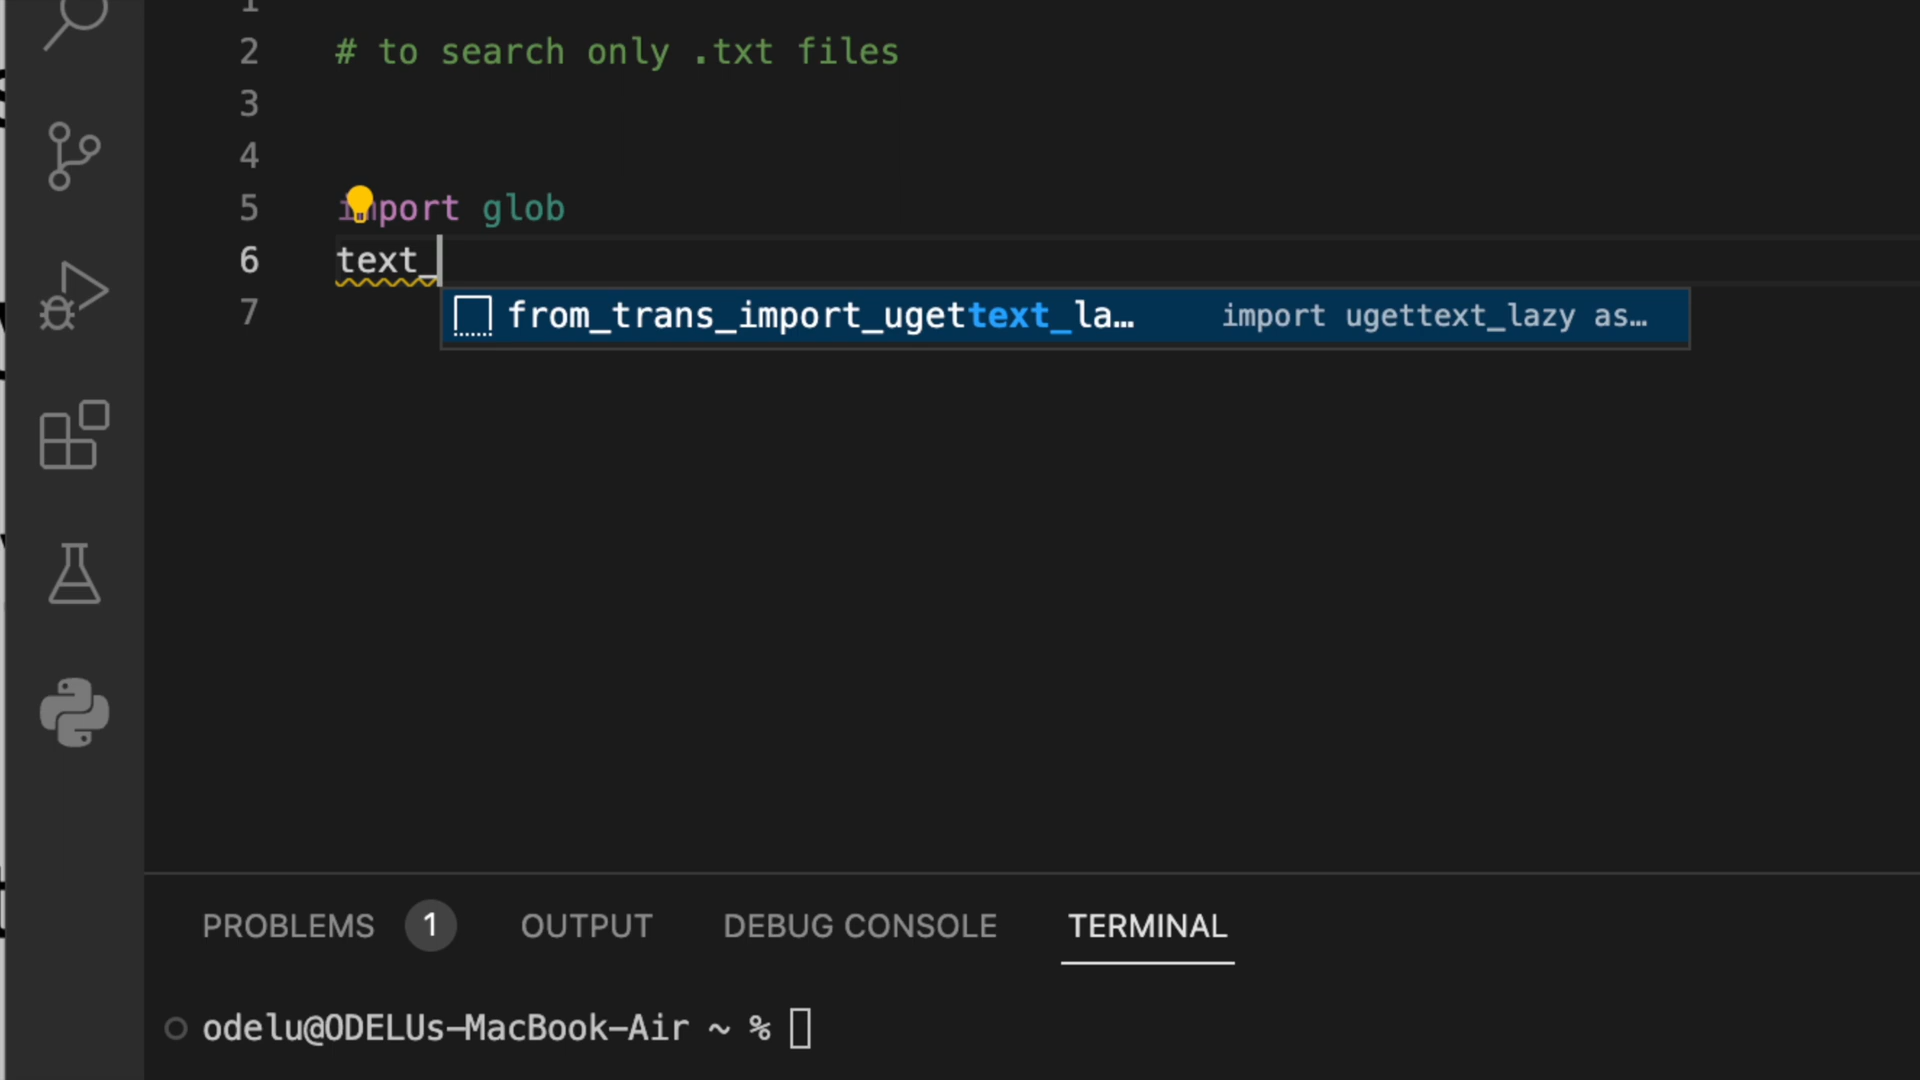 1
2 # to search only .txt files
3
4
5 import glob
6 text_
from_trans_import_ugettext_la… import ugettext_lazy as…
7
PROBLEMS 1 OUTPUT DEBUG CONSOLE TERMINAL
odelu@ODELUs-MacBook-Air ~ %